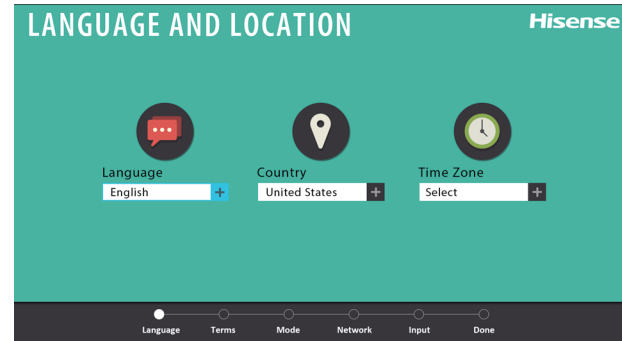 LANGUAGE AND LOCATION
Hisense
Language
Country
Time Zone
English
United States
Select
Language
Terms
Mode
Network
Input
Done